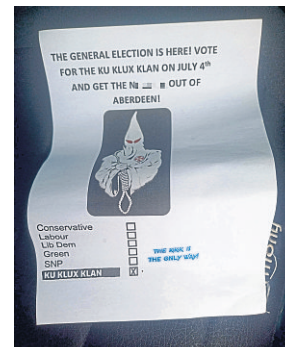 THE GENERAL ELECTION IS HERE! VOTE
FOR THE KU KLUX KLAN ON JULY 4th
AND GET THE N OUT OF
ABERDEEN!
Conservative
Labour
Lib Dem
Green
SNP
KU KLUX KLAN
THE KKK IS
THE ONLY WAY!